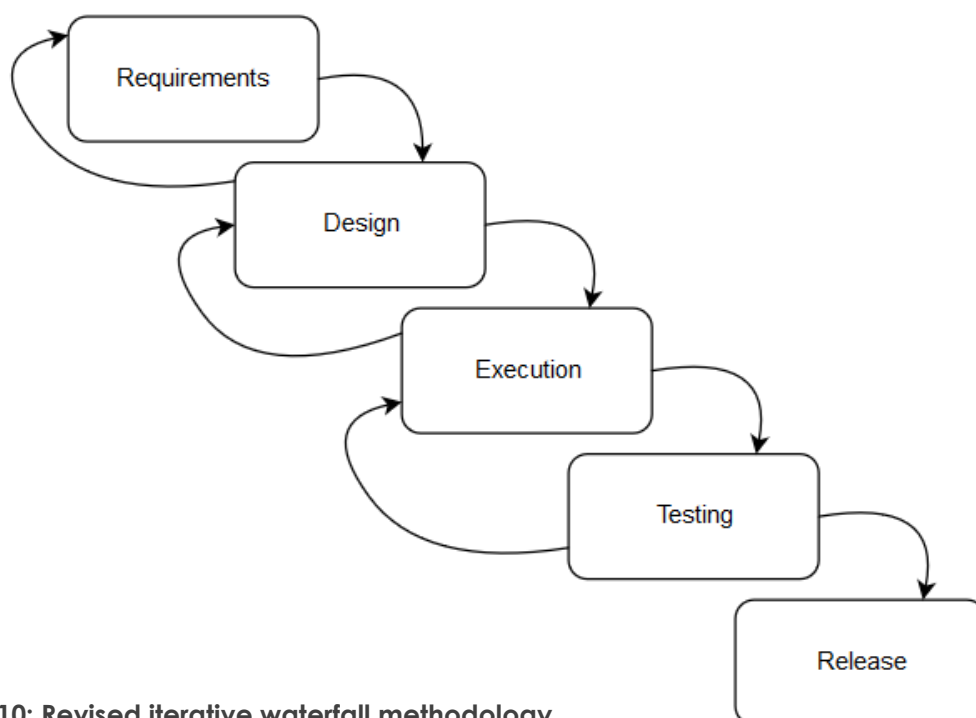 Requirements
Design
Execution
Testing
Release
10: Revised iterative waterfall methodology